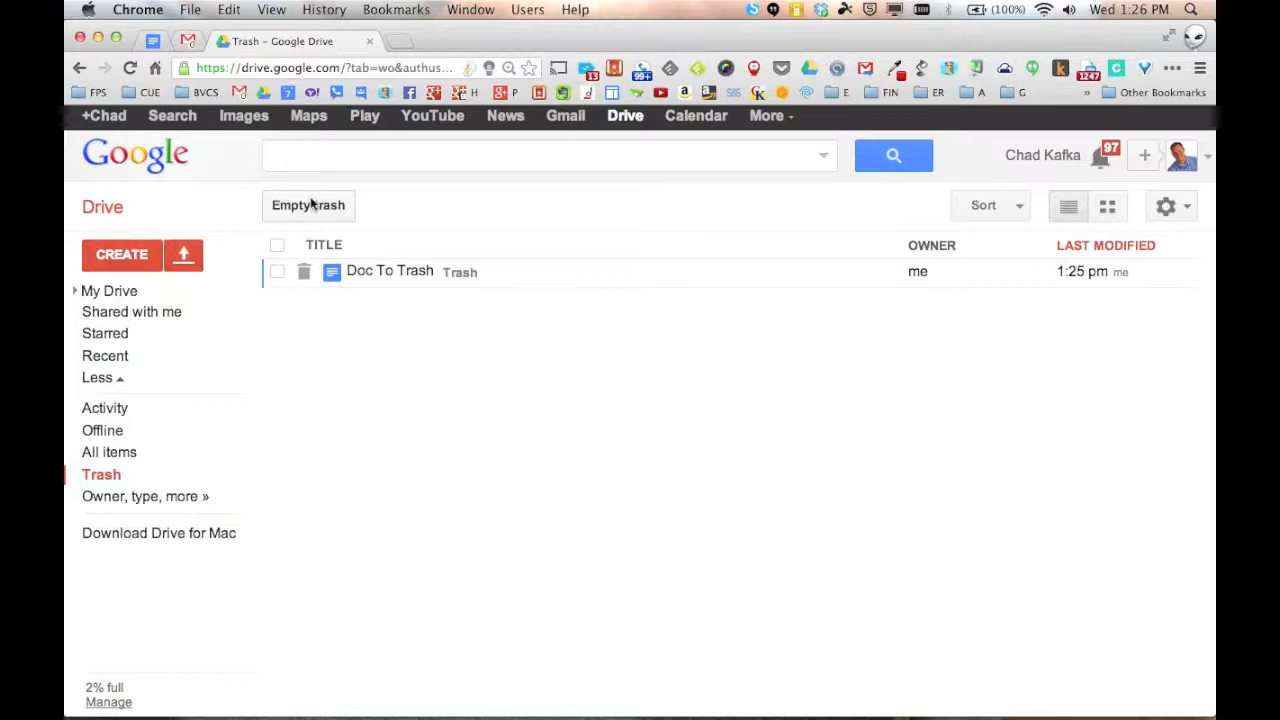 Chrome File Edit View History Bookmarks Window Users Help (100%) Wed 1:26 PM
Trash – Google Drive
https://drive.google.com/?tab=wo&authus... 13 99+ 1247
FPS CUE BVCS H P SBS E FIN ER A G » Other Bookmarks
+Chad Search Images Maps Play YouTube News Gmail Drive Calendar More
Google Chad Kafka 97
Drive Empty trash Sort
CREATE TITLE OWNER LAST MODIFIED
Doc To Trash Trash me 1:25 pm me
My Drive
Shared with me
Starred
Recent
Less
Activity
Offline
All items
Trash
Owner, type, more »
Download Drive for Mac
2% full
Manage